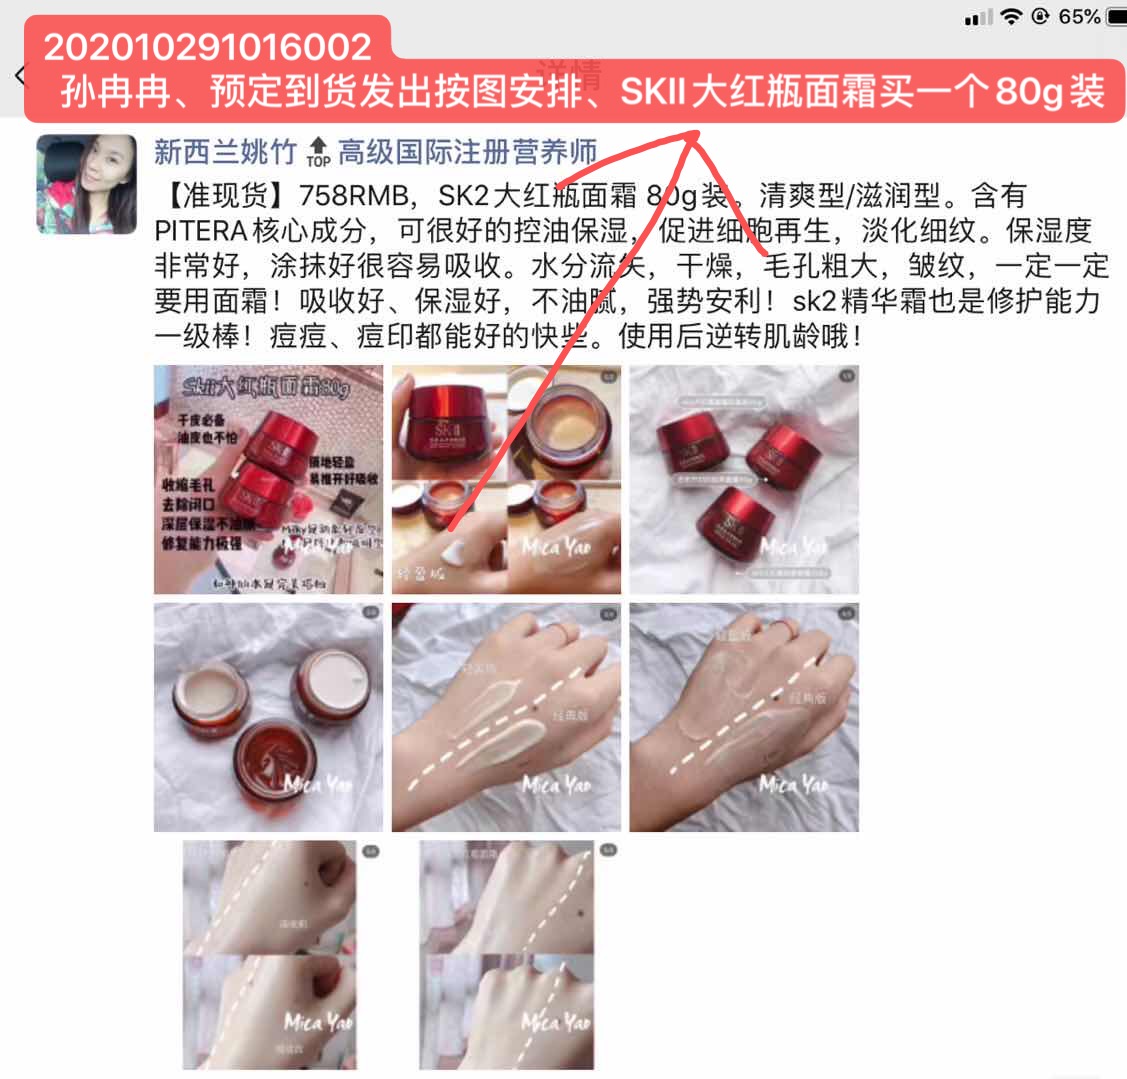 65%
202010291016002
详情
孙冉冉、预定到货发出按图安排、SKII大红瓶面霜买一个80g装
新西兰姚竹 TOP 高级国际注册营养师
【准现货】758RMB，SK2大红瓶面霜 80g装。清爽型/滋润型。含有
PITERA核心成分，可很好的控油保湿，促进细胞再生，淡化细纹。保湿度
非常好，涂抹好很容易吸收。水分流失，干燥，毛孔粗大，皱纹，一定一定
要用面霜！吸收好、保湿好，不油腻，强势安利！sk2精华霜也是修护能力
一级棒！痘痘、痘印都能好的快些。使用后逆转肌龄哦！
Skii大红瓶面霜80g
干皮必备
油皮也不怕
质地轻盈
易推开好吸收
收缩毛孔
去除闭口
深层保湿不油腻
修复能力极强
SKII
轻盈版
Mica Yao
SKII
Mica Yao
Mica Yao
经典版
Mica Yao
轻盈版
经典版
Mica Yao
Mica Yao
Mica Yao